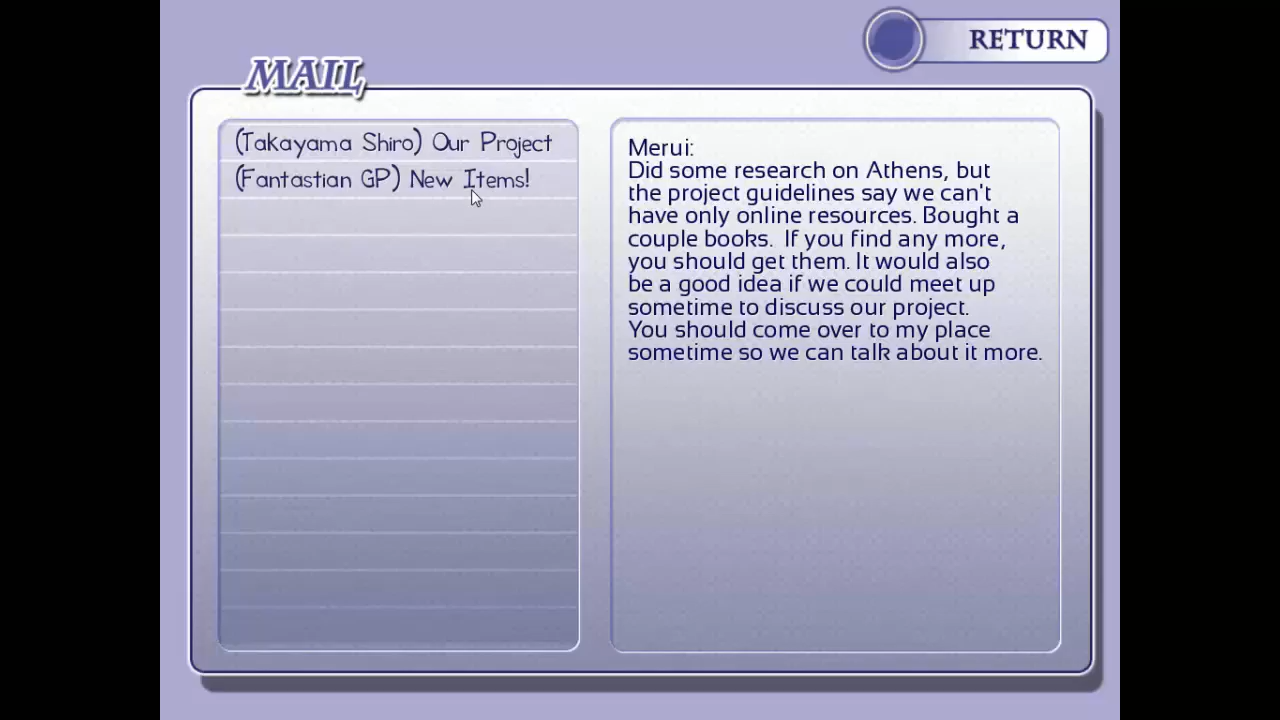 RETURN
MAIL
(Takayama Shiro) Our Project
(Fantastian GP) New Items!
Merui:
Did some research on Athens, but
the project guidelines say we can't
have only online resources. Bought a
couple books.  If you find any more,
you should get them. It would also
be a good idea if we could meet up
sometime to discuss our project.
You should come over to my place
sometime so we can talk about it more.